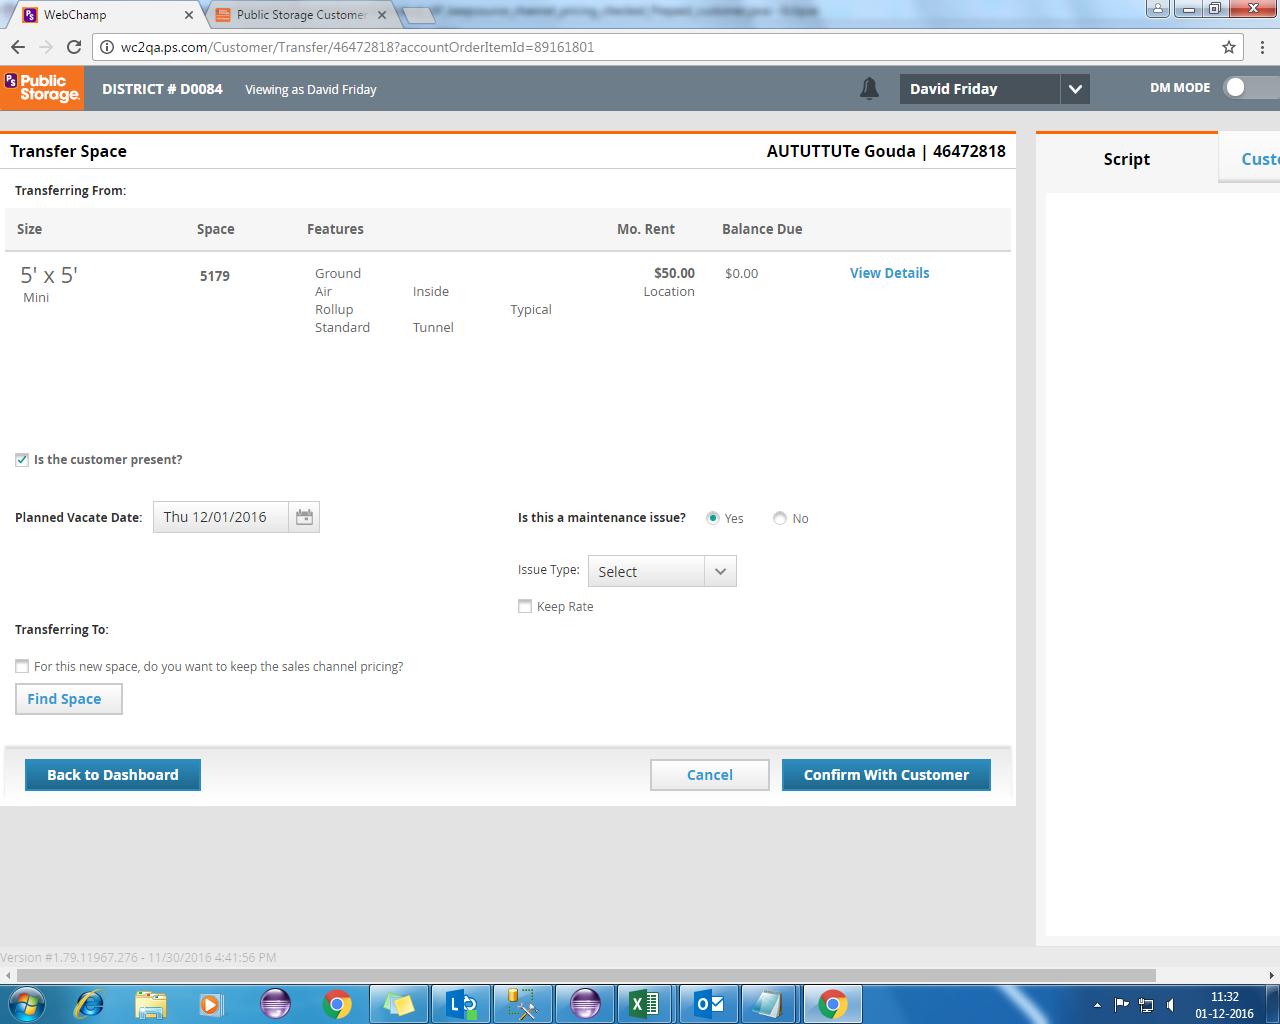 WebChamp
Public Storage Customer
wc2qa.ps.com/Customer/Transfer/46472818?accountOrderItemId=89161801
PS Public Storage.
DISTRICT # D0084
Viewing as David Friday
David Friday
DM MODE
Transfer Space
AUTUTTUTe Gouda | 46472818
Script
Transferring From:
Size Space Features Mo. Rent Balance Due
5' x 5' 5179 Ground $50.00 $0.00 View Details
Mini Air Inside Location
Rollup Typical
Standard Tunnel
Is the customer present?
Planned Vacate Date: Thu 12/01/2016
Is this a maintenance issue? Yes No
Issue Type: Select
Keep Rate
Transferring To:
For this new space, do you want to keep the sales channel pricing?
Find Space
Back to Dashboard
Cancel
Confirm With Customer
Version #1.79.11967.276 - 11/30/2016 4:41:56 PM
11:32
01-12-2016